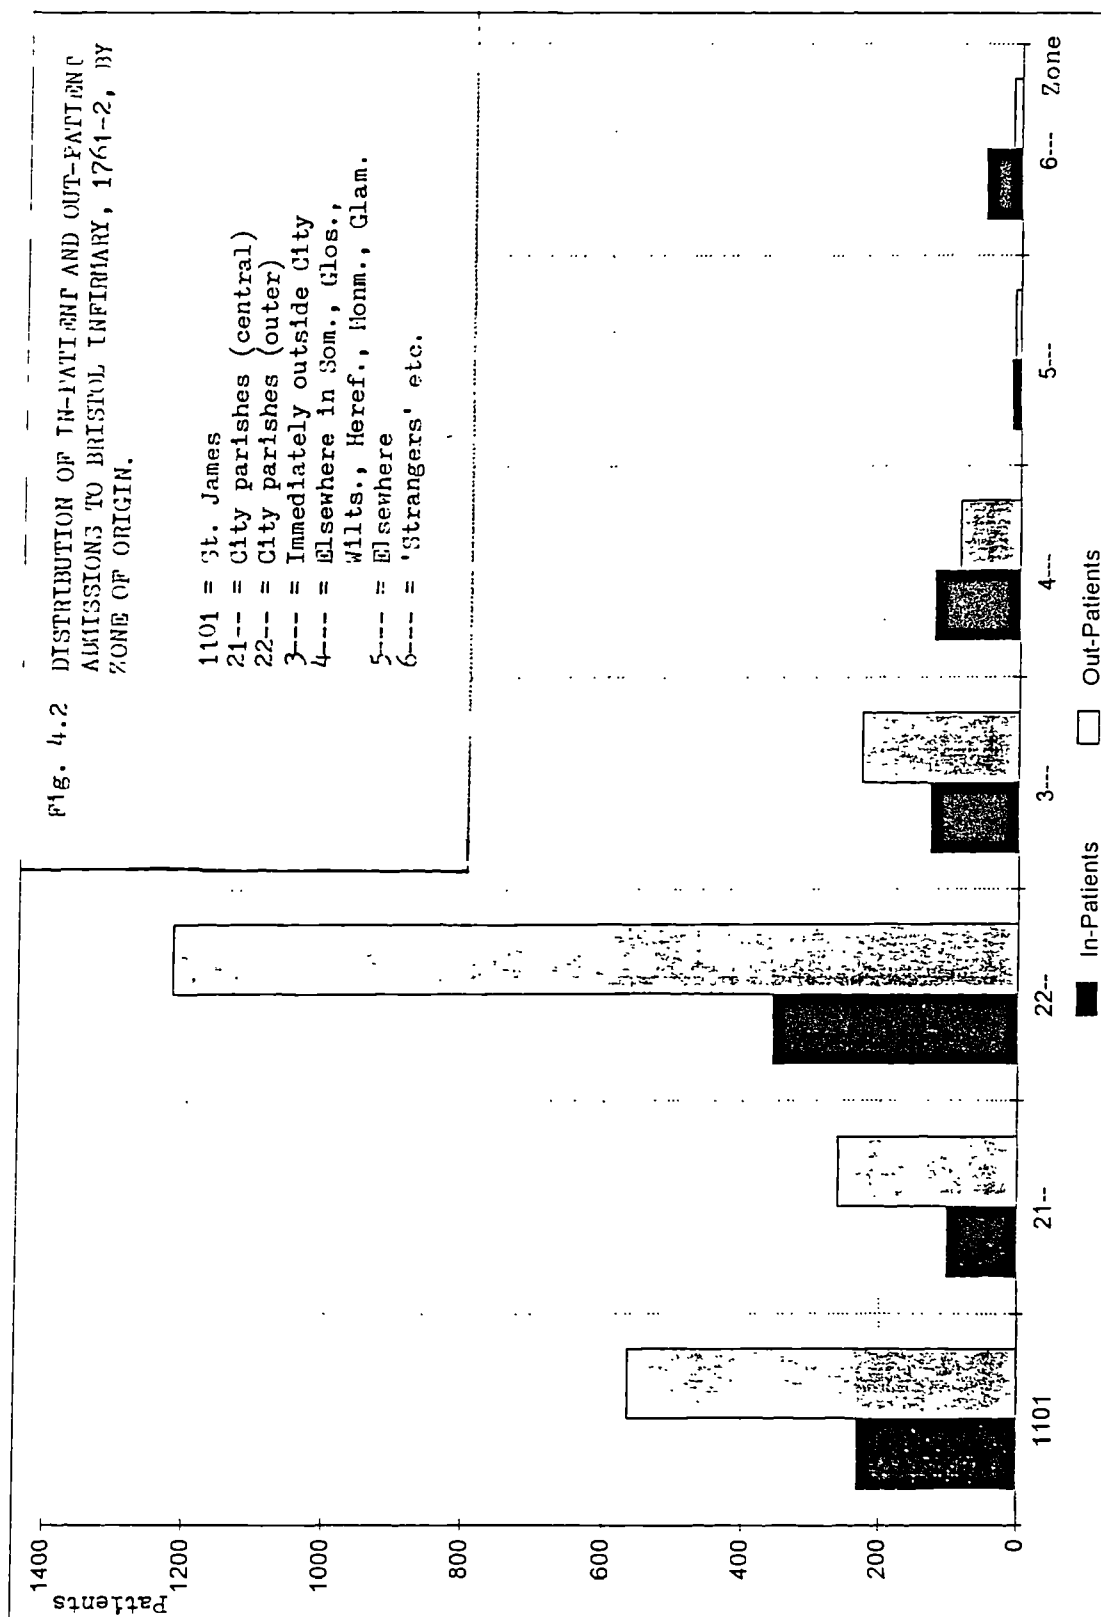 Fig. 4.2 DISTRIBUTION OF IN-PATIENT AND OUT-PATIENT
ADMISSIONS TO BRISTOL INFIRMARY, 1761-2, BY
ZONE OF ORIGIN.
1101 = St. James
21-- = City parishes (central)
22-- = City parishes (outer)
3--- = Immediately outside City
4--- = Elsewhere in Som., Glos.,
Wilts., Heref., Monm., Glam.
5--- = Elsewhere
6--- = 'Strangers' etc.
Patients
1400
1200
1000
800
600
400
200
0
1101
21--
22--
3---
4---
5---
6---
Zone
In-Patients
Out-Patients